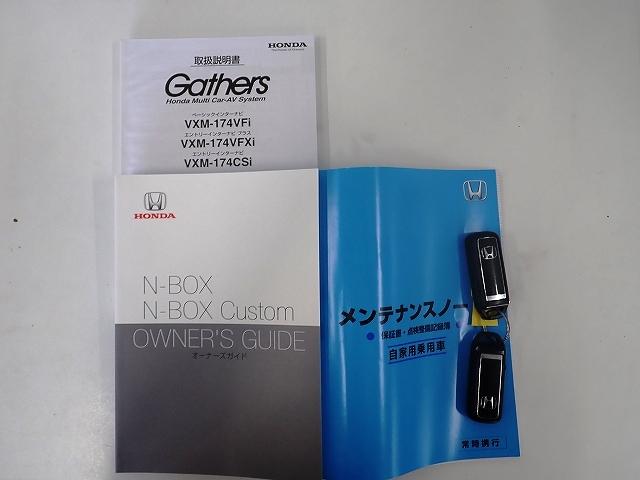 HONDA
取扱説明書
Gathers
Honda Multi Car-AV System
ベーシックインターナビ
VXM-174VFi
エントリーインターナビ プラス
VXM-174VFXi
エントリーインターナビ
VXM-174CSi
HONDA
N-BOX
N-BOX Custom
OWNER'S GUIDE
オーナーズガイド
メンテナンスノー
保証書・点検整備記録簿
自家用乗用車
常時携行